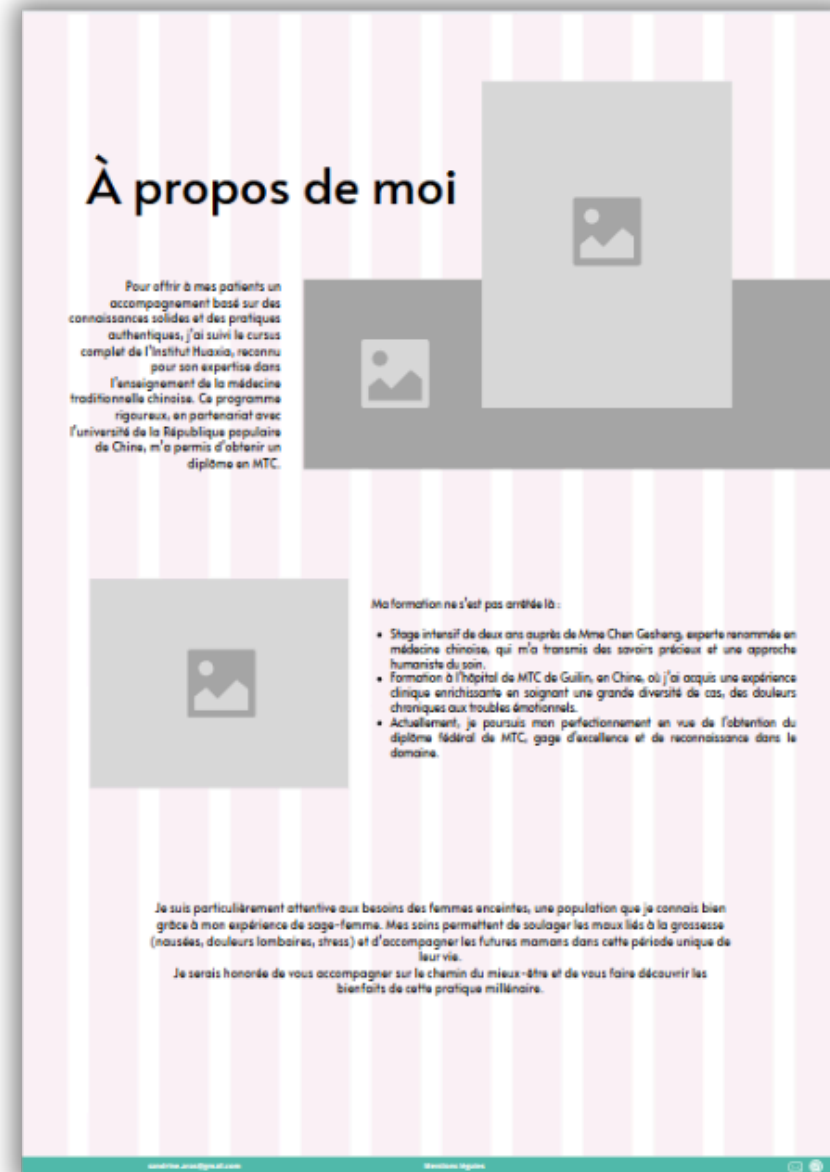 À propos de moi
Pour offrir à mes patients un
accompagnement basé sur des
connaissances solides et des pratiques
authentiques, j'ai suivi le cursus
complet de l'Institut Huaxia, reconnu
pour son expertise dans
l'enseignement de la médecine
traditionnelle chinoise. Ce programme
rigoureux, en partenariat avec
l'université de la République populaire
de Chine, m'a permis d'obtenir un
diplôme en MTC.
Ma formation ne s'est pas arrêtée là :
• Stage intensif de deux ans auprès de Mme Chen Gesheng, experte renommée en
médecine chinoise, qui m'a transmis des savoirs précieux et une approche
humaniste du soin.
• Formation à l'hôpital de MTC de Guilin, en Chine, où j'ai acquis une expérience
clinique enrichissante en soignant une grande diversité de cas, des douleurs
chroniques aux troubles émotionnels.
• Actuellement, je poursuis mon perfectionnement en vue de l'obtention du
diplôme fédéral de MTC, gage d'excellence et de reconnaissance dans le
domaine.
Je suis particulièrement attentive aux besoins des femmes enceintes, une population que je connais bien
grâce à mon expérience de sage-femme. Mes soins permettent de soulager les maux liés à la grossesse
(nausées, douleurs lombaires, stress) et d'accompagner les futures mamans dans cette période unique de
leur vie.
Je serais honorée de vous accompagner sur le chemin du mieux-être et de vous faire découvrir les
bienfaits de cette pratique millénaire.
Mentions légales